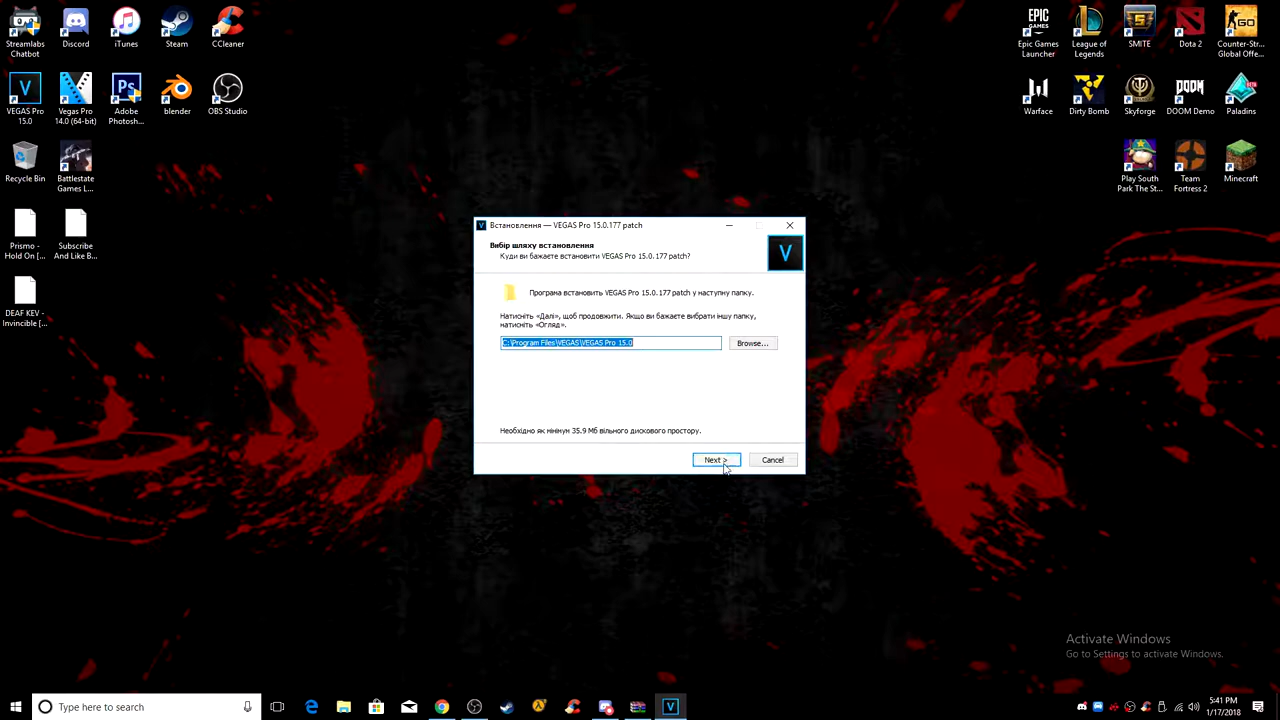 Streamlabs
Chatbot
Discord
iTunes
Steam
CCleaner
VEGAS Pro
15.0
Vegas Pro
14.0 (64-bit)
Adobe
Photosh...
blender
OBS Studio
Recycle Bin
Battlestate
Games L...
Prismo -
Hold On [...
Subscribe
And Like B...
DEAF KEV -
Invincible [...
EPIC
GAMES
Epic Games
Launcher
League of
Legends
SMITE
Dota 2
GO
Counter-Str...
Global Offe...
Warface
Dirty Bomb
Skyforge
DOOM
DOOM Demo
BETA
Paladins
Play South
Park The St...
Team
Fortress 2
Minecraft
Встановлення — VEGAS Pro 15.0.177 patch
Вибір шляху встановлення
Куди ви бажаєте встановити VEGAS Pro 15.0.177 patch?
Програма встановить VEGAS Pro 15.0.177 patch у наступну папку.
Натисніть «Далі», щоб продовжити. Якщо ви бажаєте вибрати іншу папку,
натисніть «Огляд».
C:\Program Files\VEGAS\VEGAS Pro 15.0
Browse...
Необхідно як мінімум 35.9 Мб вільного дискового простору.
Next >
Cancel
Activate Windows
Go to Settings to activate Windows.
Type here to search
5:41 PM
1/17/2018